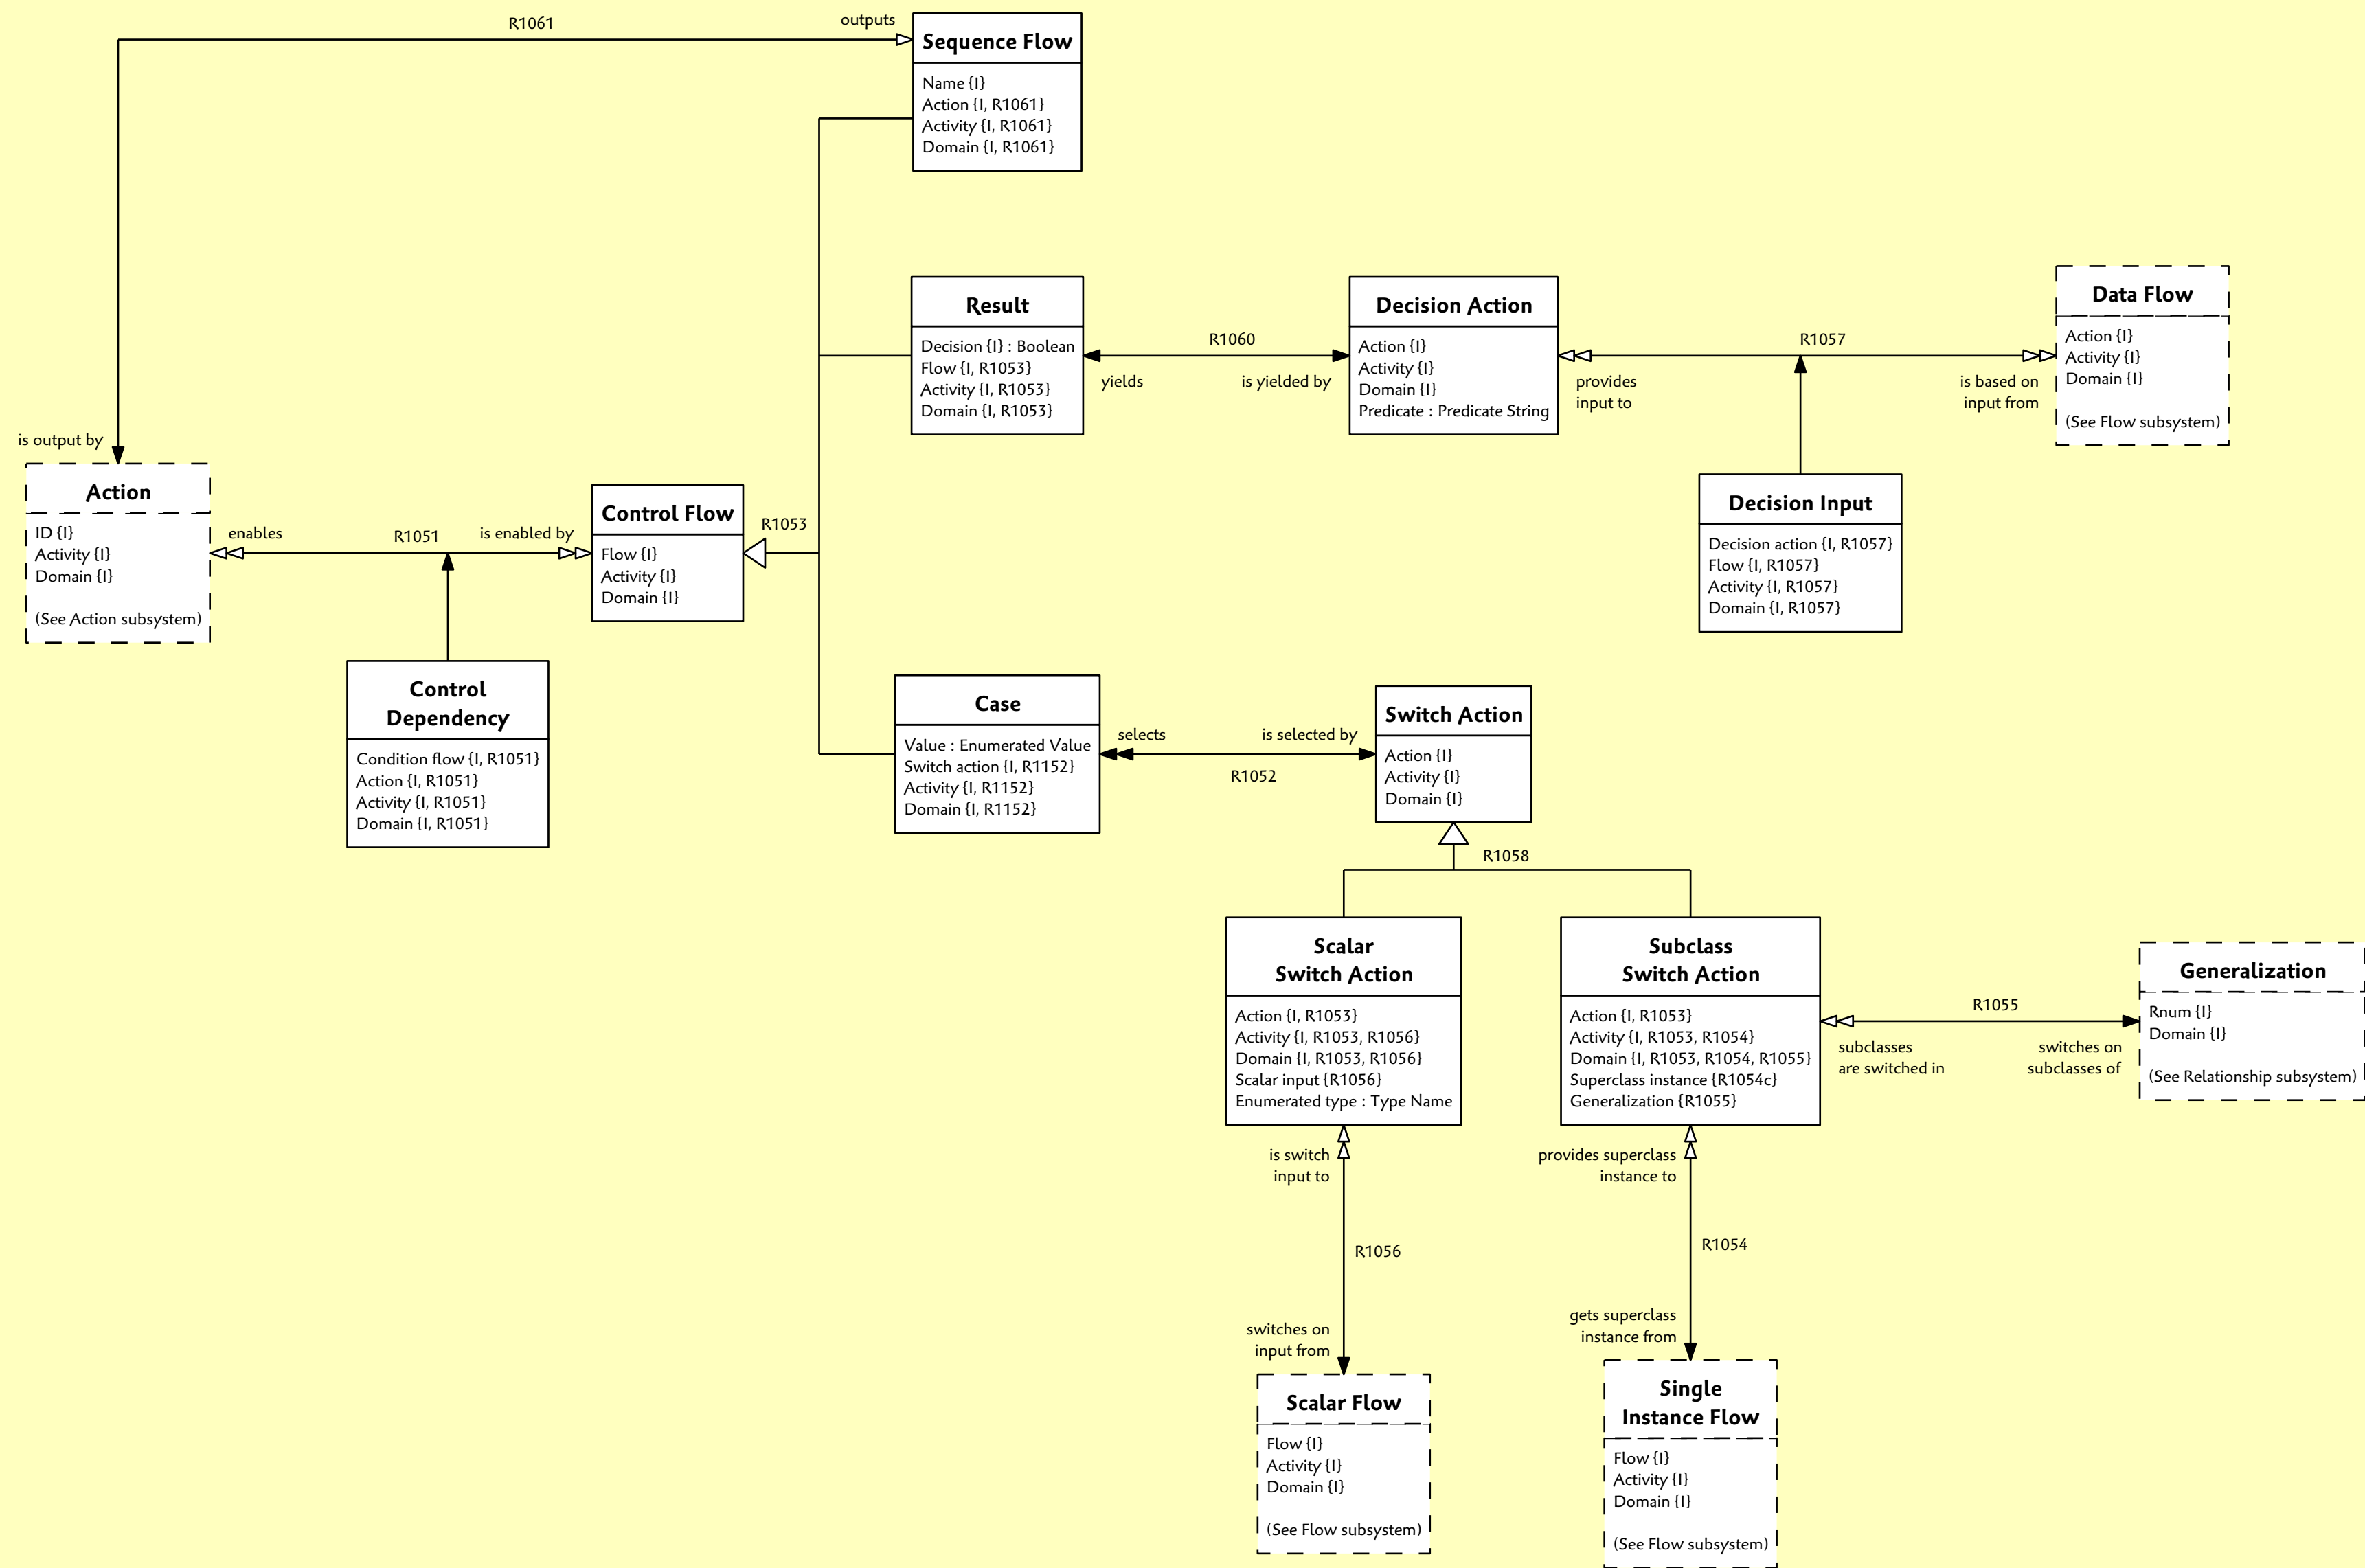 R1061
outputs
Sequence Flow
Name {I}
Action {I, R1061}
Activity {I, R1061}
Domain {I, R1061}
is output by
Action
ID {I}
Activity {I}
Domain {I}
(See Action subsystem)
enables
R1051
is enabled by
Control Flow
Flow {I}
Activity {I}
Domain {I}
R1053
Control
Dependency
Condition flow {I, R1051}
Action {I, R1051}
Activity {I, R1051}
Domain {I, R1051}
Result
Decision {I} : Boolean
Flow {I, R1053}
Activity {I, R1053}
Domain {I, R1053}
R1060
yields
is yielded by
Decision Action
Action {I}
Activity {I}
Domain {I}
Predicate : Predicate String
R1057
provides
input to
is based on
input from
Data Flow
Action {I}
Activity {I}
Domain {I}
(See Flow subsystem)
Decision Input
Decision action {I, R1057}
Flow {I, R1057}
Activity {I, R1057}
Domain {I, R1057}
Case
Value : Enumerated Value
Switch action {I, R1152}
Activity {I, R1152}
Domain {I, R1152}
selects
is selected by
R1052
Switch Action
Action {I}
Activity {I}
Domain {I}
R1058
Scalar
Switch Action
Action {I, R1053}
Activity {I, R1053, R1056}
Domain {I, R1053, R1056}
Scalar input {R1056}
Enumerated type : Type Name
Subclass
Switch Action
Action {I, R1053}
Activity {I, R1053, R1054}
Domain {I, R1053, R1054, R1055}
Superclass instance {R1054c}
Generalization {R1055}
R1055
subclasses
are switched in
switches on
subclasses of
Generalization
Rnum {I}
Domain {I}
(See Relationship subsystem)
is switch
input to
R1056
switches on
input from
Scalar Flow
Flow {I}
Activity {I}
Domain {I}
(See Flow subsystem)
provides superclass
instance to
R1054
gets superclass
instance from
Single
Instance Flow
Flow {I}
Activity {I}
Domain {I}
(See Flow subsystem)